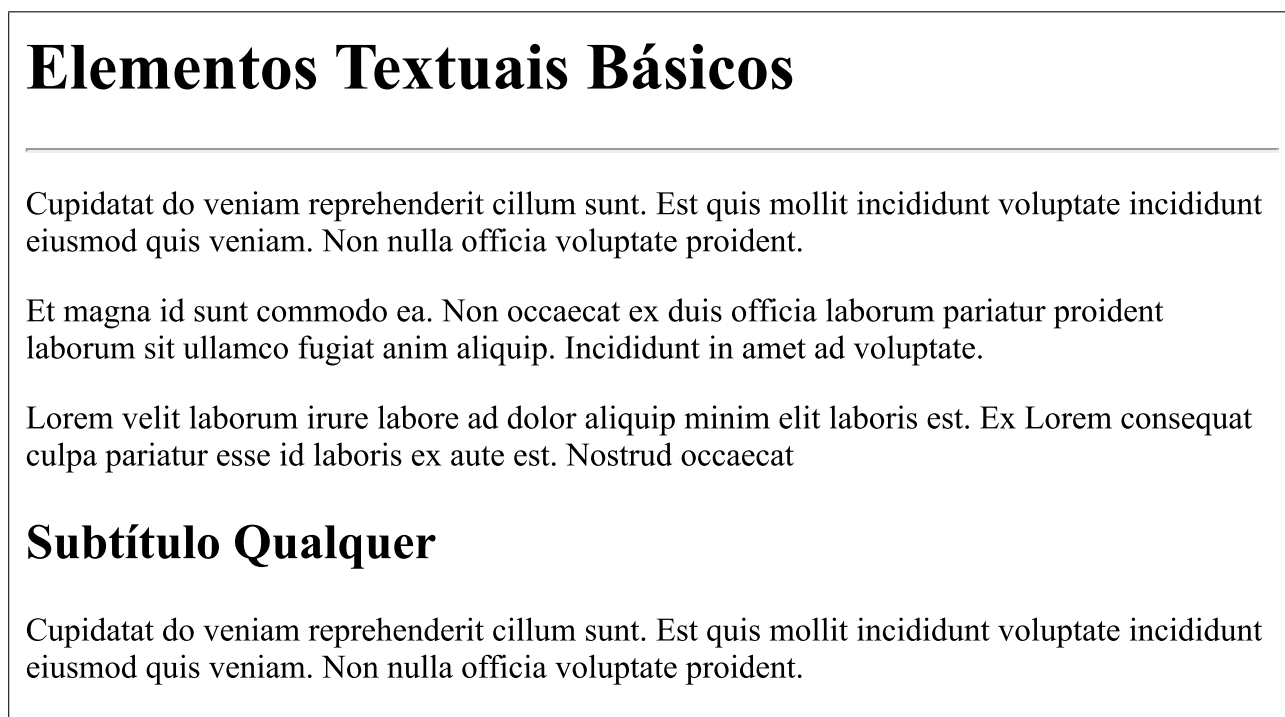 Elementos Textuais Básicos
Cupidatat do veniam reprehenderit cillum sunt. Est quis mollit incididunt voluptate incididunt
eiusmod quis veniam. Non nulla officia voluptate proident.
Et magna id sunt commodo ea. Non occaecat ex duis officia laborum pariatur proident
laborum sit ullamco fugiat anim aliquip. Incididunt in amet ad voluptate.
Lorem velit laborum irure labore ad dolor aliquip minim elit laboris est. Ex Lorem consequat
culpa pariatur esse id laboris ex aute est. Nostrud occaecat
Subtítulo Qualquer
Cupidatat do veniam reprehenderit cillum sunt. Est quis mollit incididunt voluptate incididunt
eiusmod quis veniam. Non nulla officia voluptate proident.